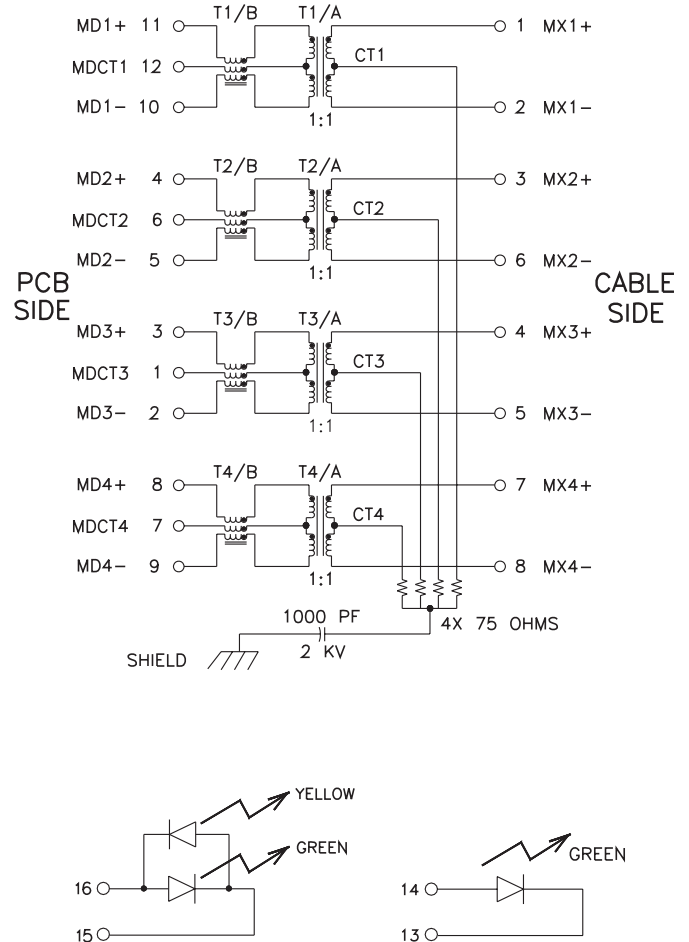 T1/B T1/A
MD1+ 11 1 MX1+
CT1
MDCT1 12
MD1- 10 2 MX1-
1:1
T2/B T2/A
MD2+ 4 3 MX2+
CT2
MDCT2 6
MD2- 5 6 MX2-
1:1
PCB SIDE
CABLE SIDE
T3/B T3/A
MD3+ 3 4 MX3+
CT3
MDCT3 1
MD3- 2 5 MX3-
1:1
T4/B T4/A
MD4+ 8 7 MX4+
CT4
MDCT4 7
MD4- 9 8 MX4-
1:1
1000 PF
4X 75 OHMS
2 KV
SHIELD
YELLOW
GREEN
GREEN
16 14
15 13